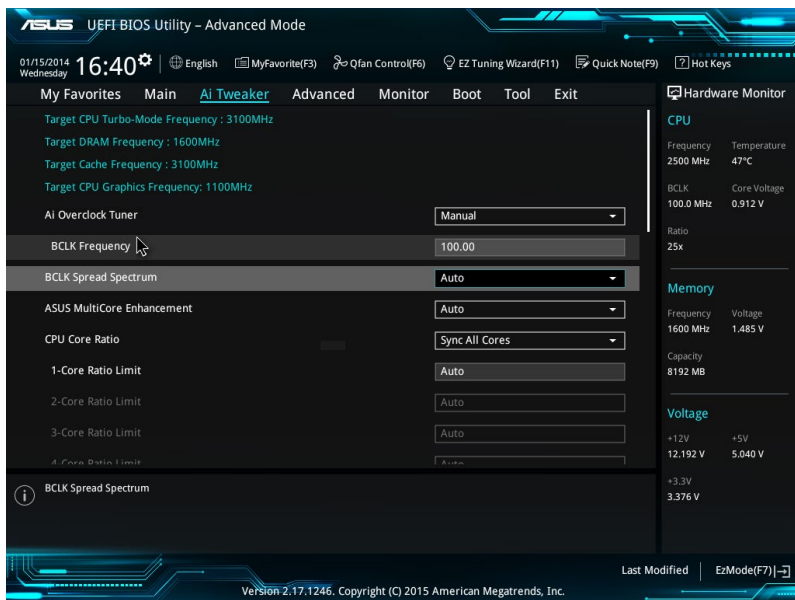 ASUS UEFI BIOS Utility – Advanced Mode
01/15/2014
Wednesday
16:40
English
MyFavorite(F3)
Qfan Control(F6)
EZ Tuning Wizard(F11)
Quick Note(F9)
Hot Keys
My Favorites Main Ai Tweaker Advanced Monitor Boot Tool Exit
Target CPU Turbo-Mode Frequency : 3100MHz
Target DRAM Frequency : 1600MHz
Target Cache Frequency : 3100MHz
Target CPU Graphics Frequency: 1100MHz
Ai Overclock Tuner Manual
BCLK Frequency 100.00
BCLK Spread Spectrum Auto
ASUS MultiCore Enhancement Auto
CPU Core Ratio Sync All Cores
1-Core Ratio Limit Auto
2-Core Ratio Limit Auto
3-Core Ratio Limit Auto
4-Core Ratio Limit Auto
BCLK Spread Spectrum
Hardware Monitor
CPU
Frequency Temperature
2500 MHz 47°C
BCLK Core Voltage
100.0 MHz 0.912 V
Ratio
25x
Memory
Frequency Voltage
1600 MHz 1.485 V
Capacity
8192 MB
Voltage
+12V +5V
12.192 V 5.040 V
+3.3V
3.376 V
Last Modified
EzMode(F7)
Version 2.17.1246. Copyright (C) 2015 American Megatrends, Inc.